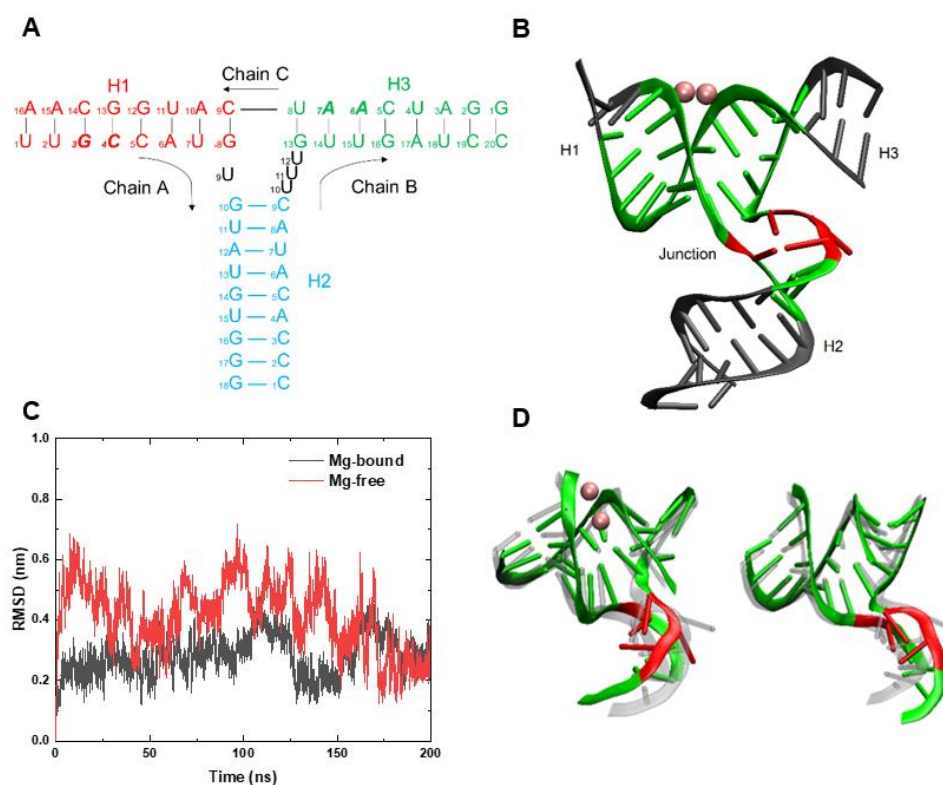 A
Chain C
H1
H3
16A 15A 14C 13G 12G 11U 10A 9C 8U 7A 6A 5C 4U 3A 2G 1G
1U 2U 3G 4C 5C 6A 7U 8G 13G 14U 15U 16G 17A 18U 19C 20C
12U
11U
10U
9U
Chain A
Chain B
10G 9C
11U 8A
12A 7U
13U 6A
H2
14G 5C
15U 4A
16G 3C
17G 2C
18G 1C
B
H1
H3
Junction
H2
C
1.0
0.8
0.6
0.4
0.2
0.0
RMSD (nm)
Mg-bound
Mg-free
0 50 100 150 200
Time (ns)
D